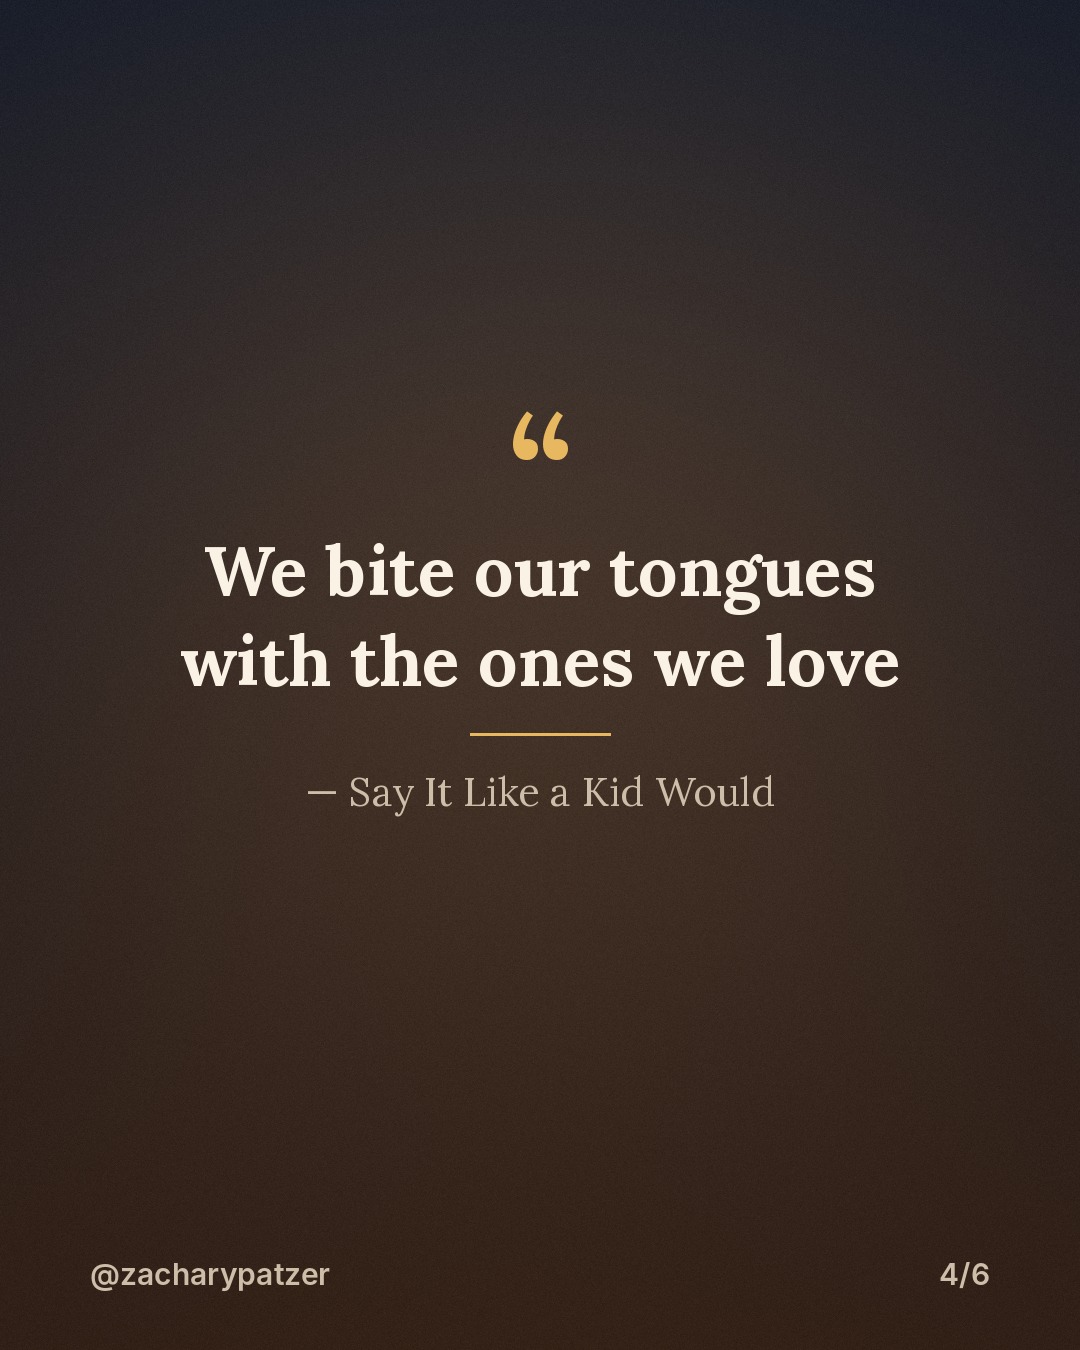 “
We bite our tongues
with the ones we love
— Say It Like a Kid Would
@zacharypatzer
4/6